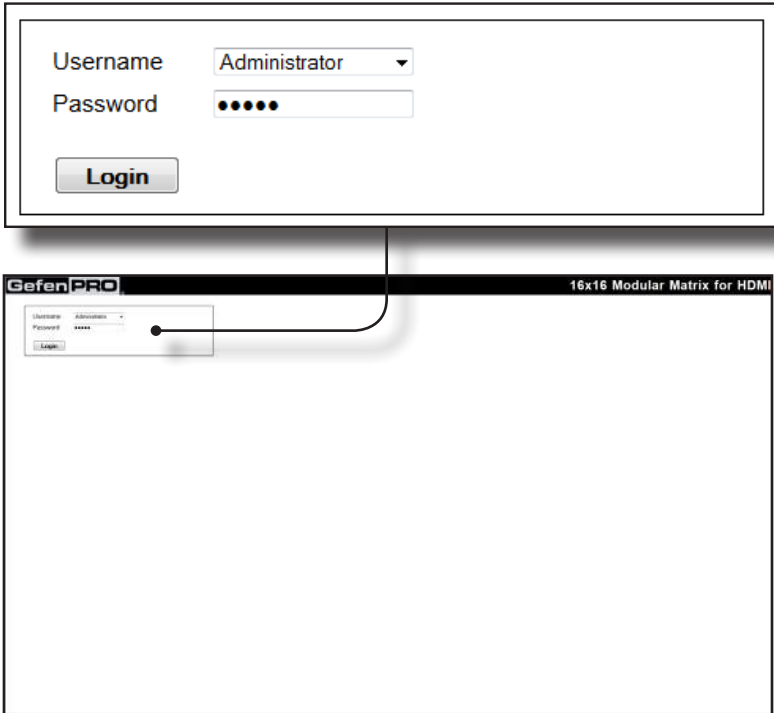 Username Administrator
Password •••••
Login
GefenPRO 16x16 Modular Matrix for HDMI
Username Administrator
Password •••••
Login